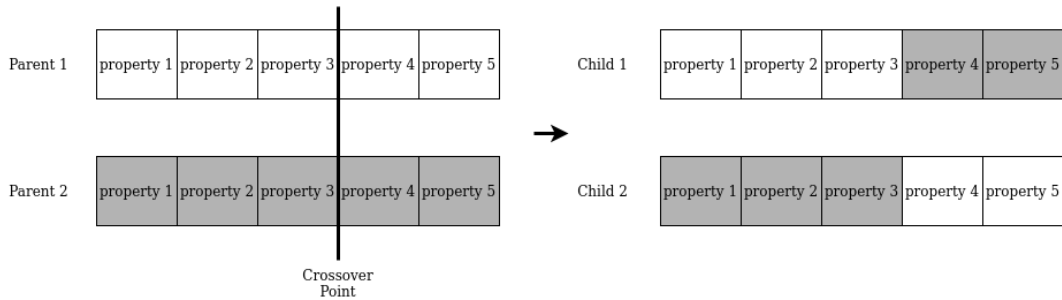 Parent 1 property 1 property 2 property 3 property 4 property 5
Child 1 property 1 property 2 property 3 property 4 property 5
Parent 2 property 1 property 2 property 3 property 4 property 5
Child 2 property 1 property 2 property 3 property 4 property 5
Crossover
Point